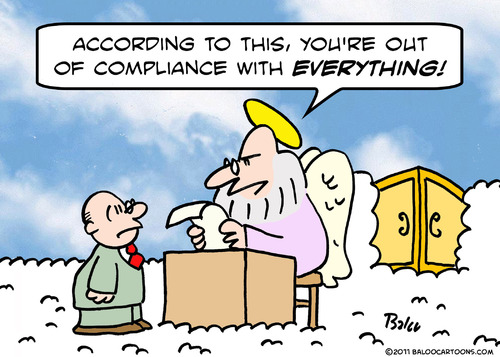 ACCORDING TO THIS, YOU'RE OUT
OF COMPLIANCE WITH EVERYTHING!
Baloo
©2011 BALOOCARTOONS.COM